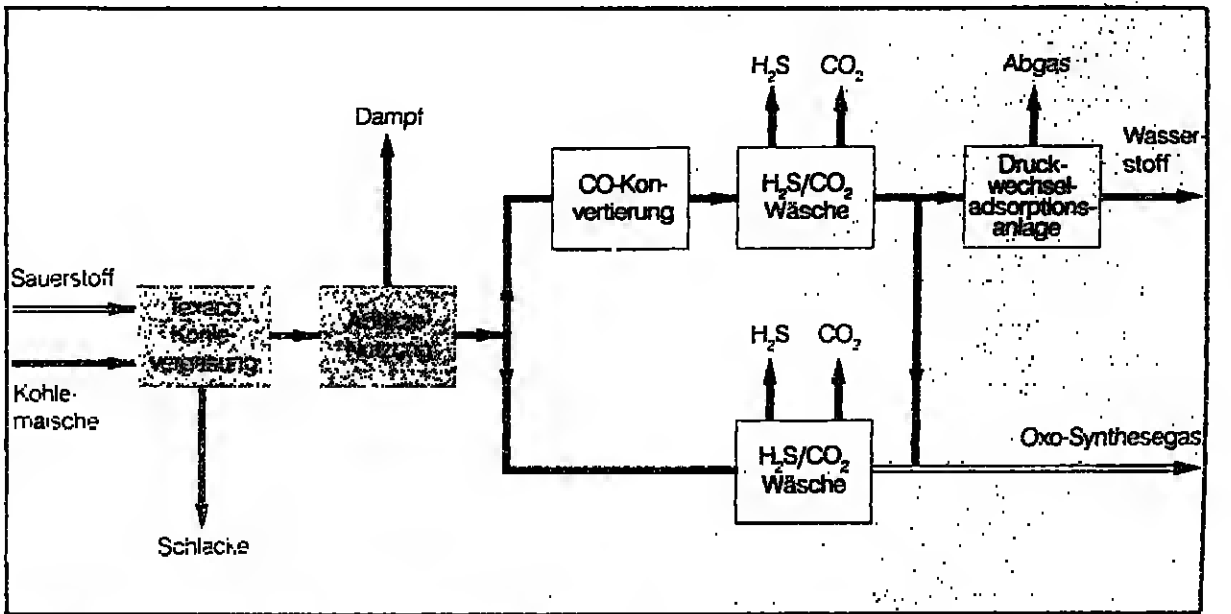 H₂S
CO₂
Abgas
Dampf
Wasser-
stoff
CO-Kon-
vertierung
H₂S/CO₂
Wäsche
Druck-
wechsel-
adsorptions-
anlage
Sauerstoff
Texaco
Kohle-
vergasung
Nutzung
H₂S
CO₂
Kohle-
maische
H₂S/CO₂
Wäsche
Oxo-Synthesegas
Schlacke